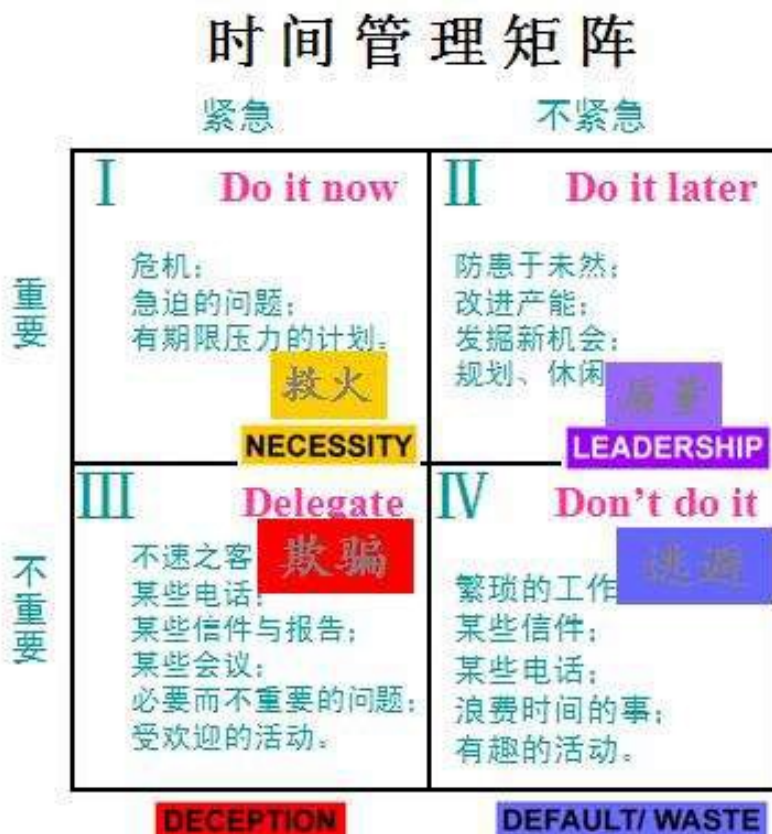 时间管理矩阵
紧急 不紧急
重要
I Do it now
危机；
急迫的问题；
有期限压力的计划。
救火
NECESSITY
II Do it later
防患于未然；
改进产能；
发掘新机会；
规划、休闲
质量
LEADERSHIP
不重要
III Delegate
欺骗
不速之客
某些电话；
某些信件与报告；
某些会议；
必要而不重要的问题；
受欢迎的活动。
DECEPTION
IV Don't do it
逃避
繁琐的工作
某些信件；
某些电话；
浪费时间的事；
有趣的活动。
DEFAULT/ WASTE